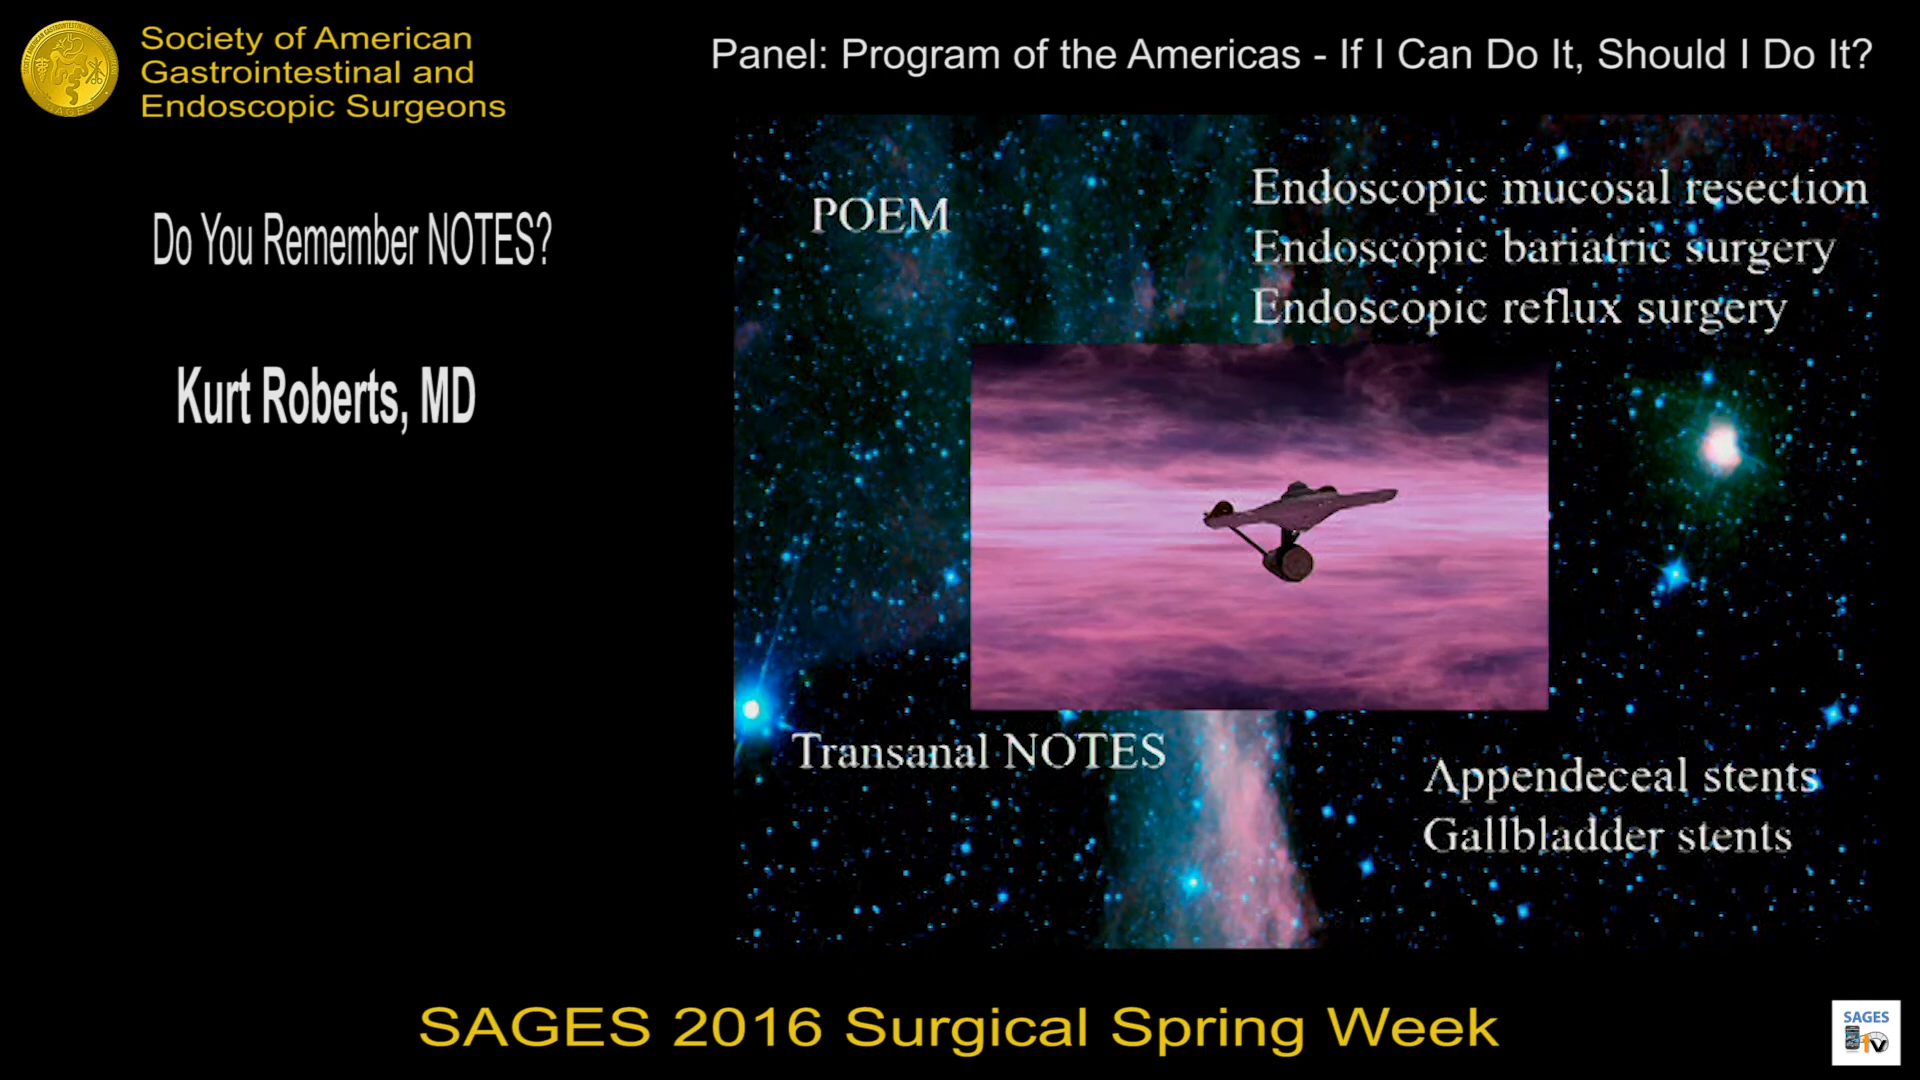 Society of American
Gastrointestinal and
Endoscopic Surgeons
Panel: Program of the Americas - If I Can Do It, Should I Do It?
Do You Remember NOTES?
Kurt Roberts, MD
POEM
Endoscopic mucosal resection
Endoscopic bariatric surgery
Endoscopic reflux surgery
Transanal NOTES
Appendeceal stents
Gallbladder stents
SAGES 2016 Surgical Spring Week
SAGES
TV